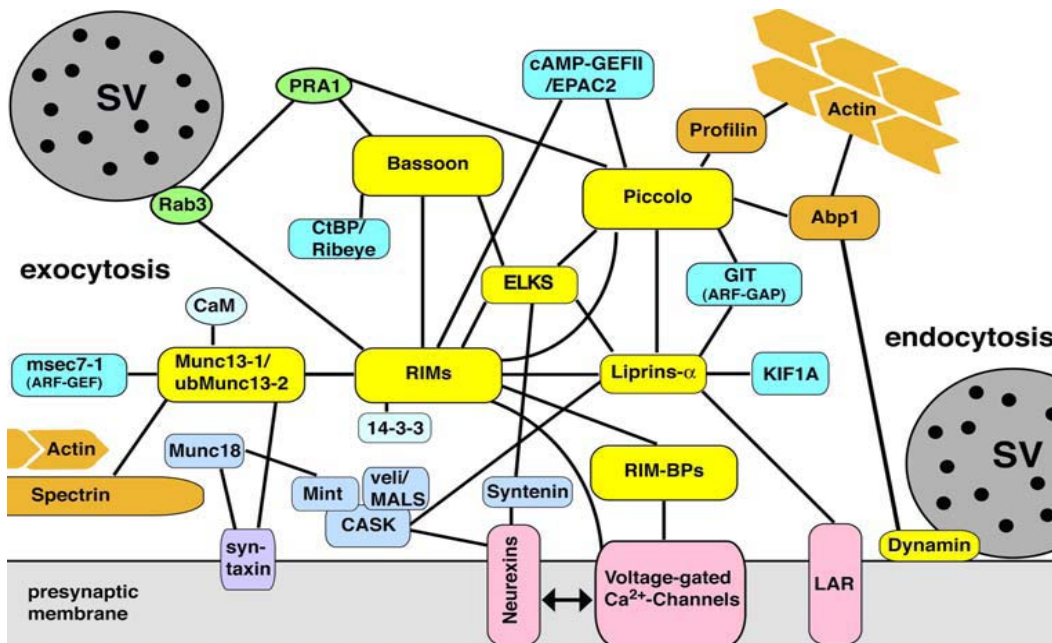 SV
PRA1
cAMP-GEFII
/EPAC2
Actin
Profilin
Bassoon
Piccolo
Rab3
Abp1
CtBP/
Ribeye
exocytosis
ELKS
GIT
(ARF-GAP)
CaM
endocytosis
msec7-1
(ARF-GEF)
Munc13-1/
ubMunc13-2
RIMs
Liprins-α
KIF1A
14-3-3
Actin
Munc18
SV
RIM-BPs
Spectrin
Mint
veli/
MALS
Syntenin
CASK
syn-
taxin
Dynamin
presynaptic
membrane
Neurexins
Voltage-gated
Ca²⁺-Channels
LAR